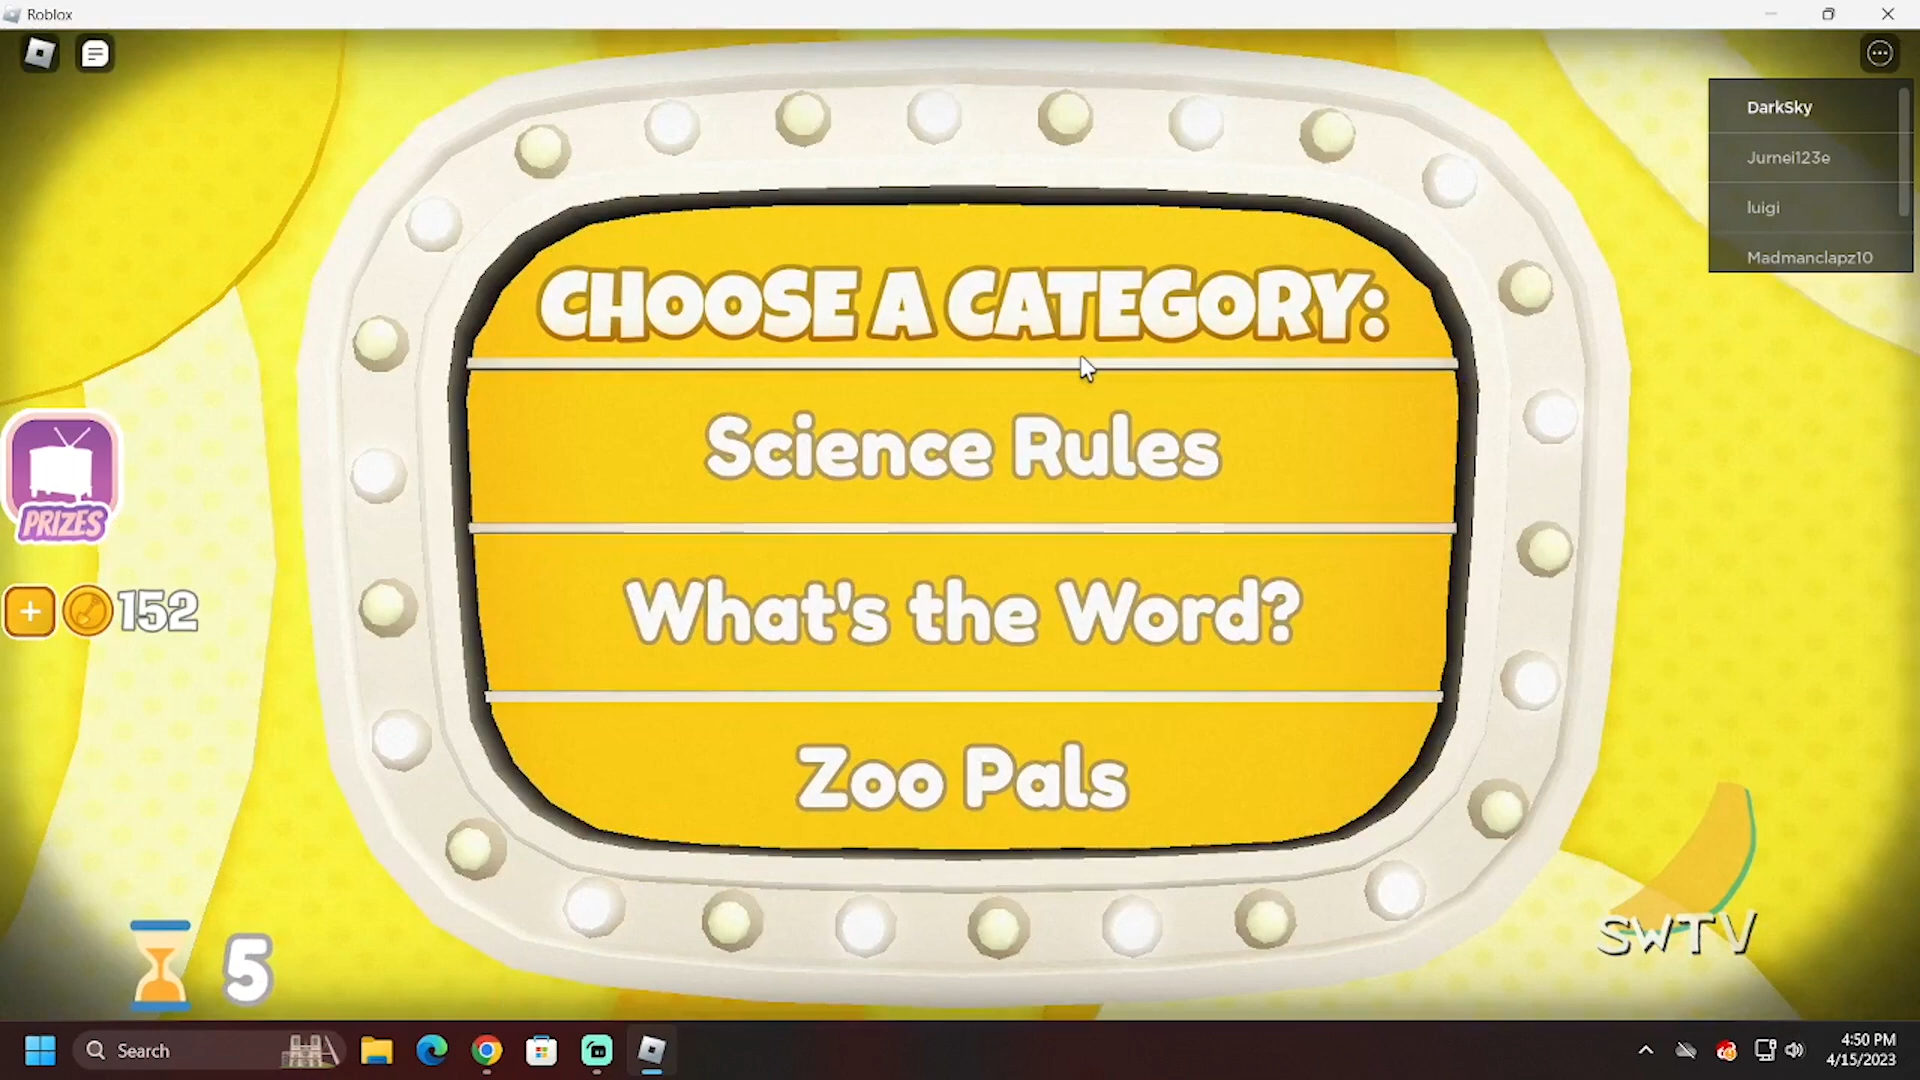 Roblox
DarkSky
Jurnei123e
luigi
Madmanclapz10
CHOOSE A CATEGORY:
Science Rules
What's the Word?
Zoo Pals
PRIZES
152
5
SWTV
Search
4:50 PM
4/15/2023